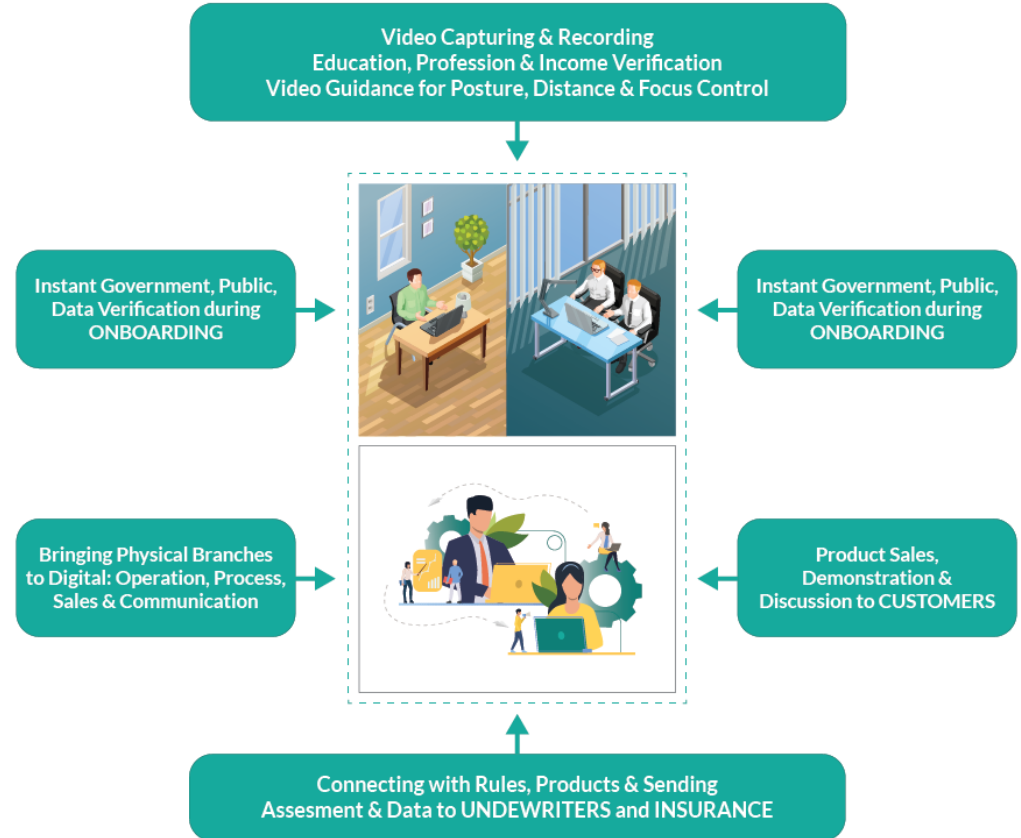 Video Capturing & Recording
Education, Profession & Income Verification
Video Guidance for Posture, Distance & Focus Control
Instant Government, Public,
Data Verification during
ONBOARDING
Instant Government, Public,
Data Verification during
ONBOARDING
Bringing Physical Branches
to Digital: Operation, Process,
Sales & Communication
Product Sales,
Demonstration &
Discussion to CUSTOMERS
Connecting with Rules, Products & Sending
Assesment & Data to UNDEWRITERS and INSURANCE